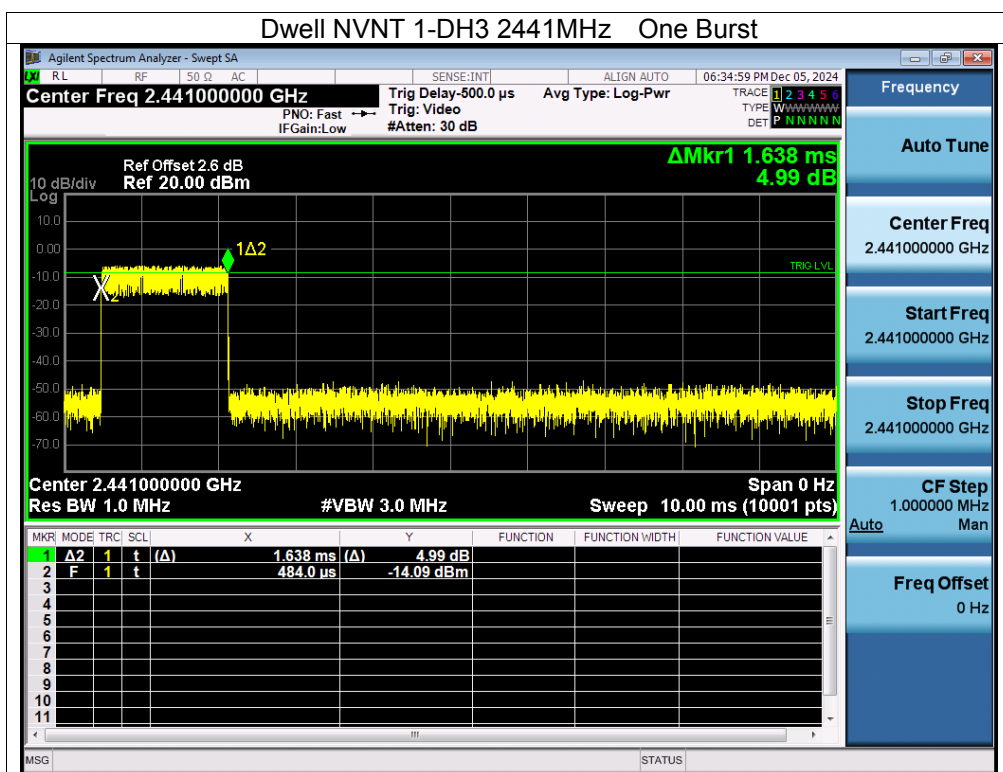 Dwell NVNT 1-DH3 2441MHz One Burst
Agilent Spectrum Analyzer - Swept SA
LXI RL RF 50 Ω AC SENSE:INT ALIGN AUTO 06:34:59 PM Dec 05, 2024
Center Freq 2.441000000 GHz Trig Delay-500.0 µs Avg Type: Log-Pwr TRACE 1 2 3 4 5 6
PNO: Fast Trig: Video TYPE WWWWWW
IFGain:Low #Atten: 30 dB DET P N N N N N
ΔMkr1 1.638 ms
4.99 dB
Ref Offset 2.6 dB
10 dB/div Ref 20.00 dBm
Log
10.0
0.00
-10.0
-20.0
-30.0
-40.0
-50.0
-60.0
-70.0
1Δ2
TRIG LVL
2
Center 2.441000000 GHz Span 0 Hz
Res BW 1.0 MHz #VBW 3.0 MHz Sweep 10.00 ms (10001 pts)
MKR MODE TRC SCL X Y FUNCTION FUNCTION WIDTH FUNCTION VALUE
1 Δ2 1 t (Δ) 1.638 ms (Δ) 4.99 dB
2 F 1 t 484.0 µs -14.09 dBm
3
4
5
6
7
8
9
10
11
MSG STATUS
Frequency
Auto Tune
Center Freq
2.441000000 GHz
Start Freq
2.441000000 GHz
Stop Freq
2.441000000 GHz
CF Step
1.000000 MHz
Auto Man
Freq Offset
0 Hz